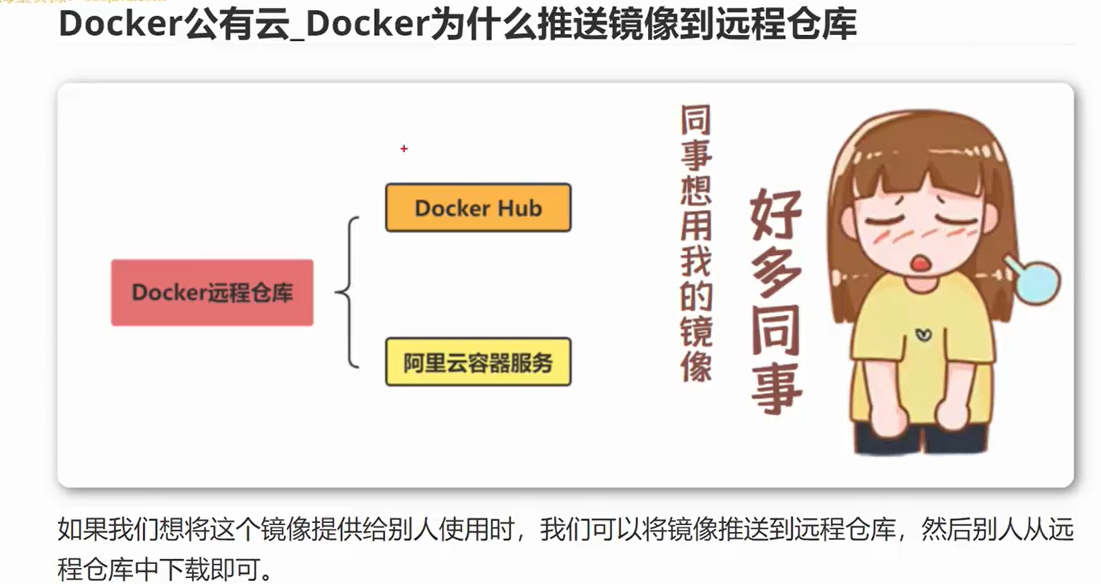 Docker公有云_Docker为什么推送镜像到远程仓库
Docker远程仓库
Docker Hub
阿里云容器服务
同事想用我的镜像
好多同事
如果我们想将这个镜像提供给别人使用时，我们可以将镜像推送到远程仓库，然后别人从远
程仓库中下载即可。